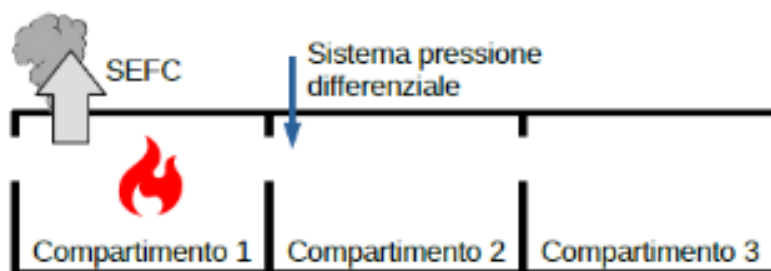 SEFC
Sistema pressione
differenziale
Compartimento 1
Compartimento 2
Compartimento 3